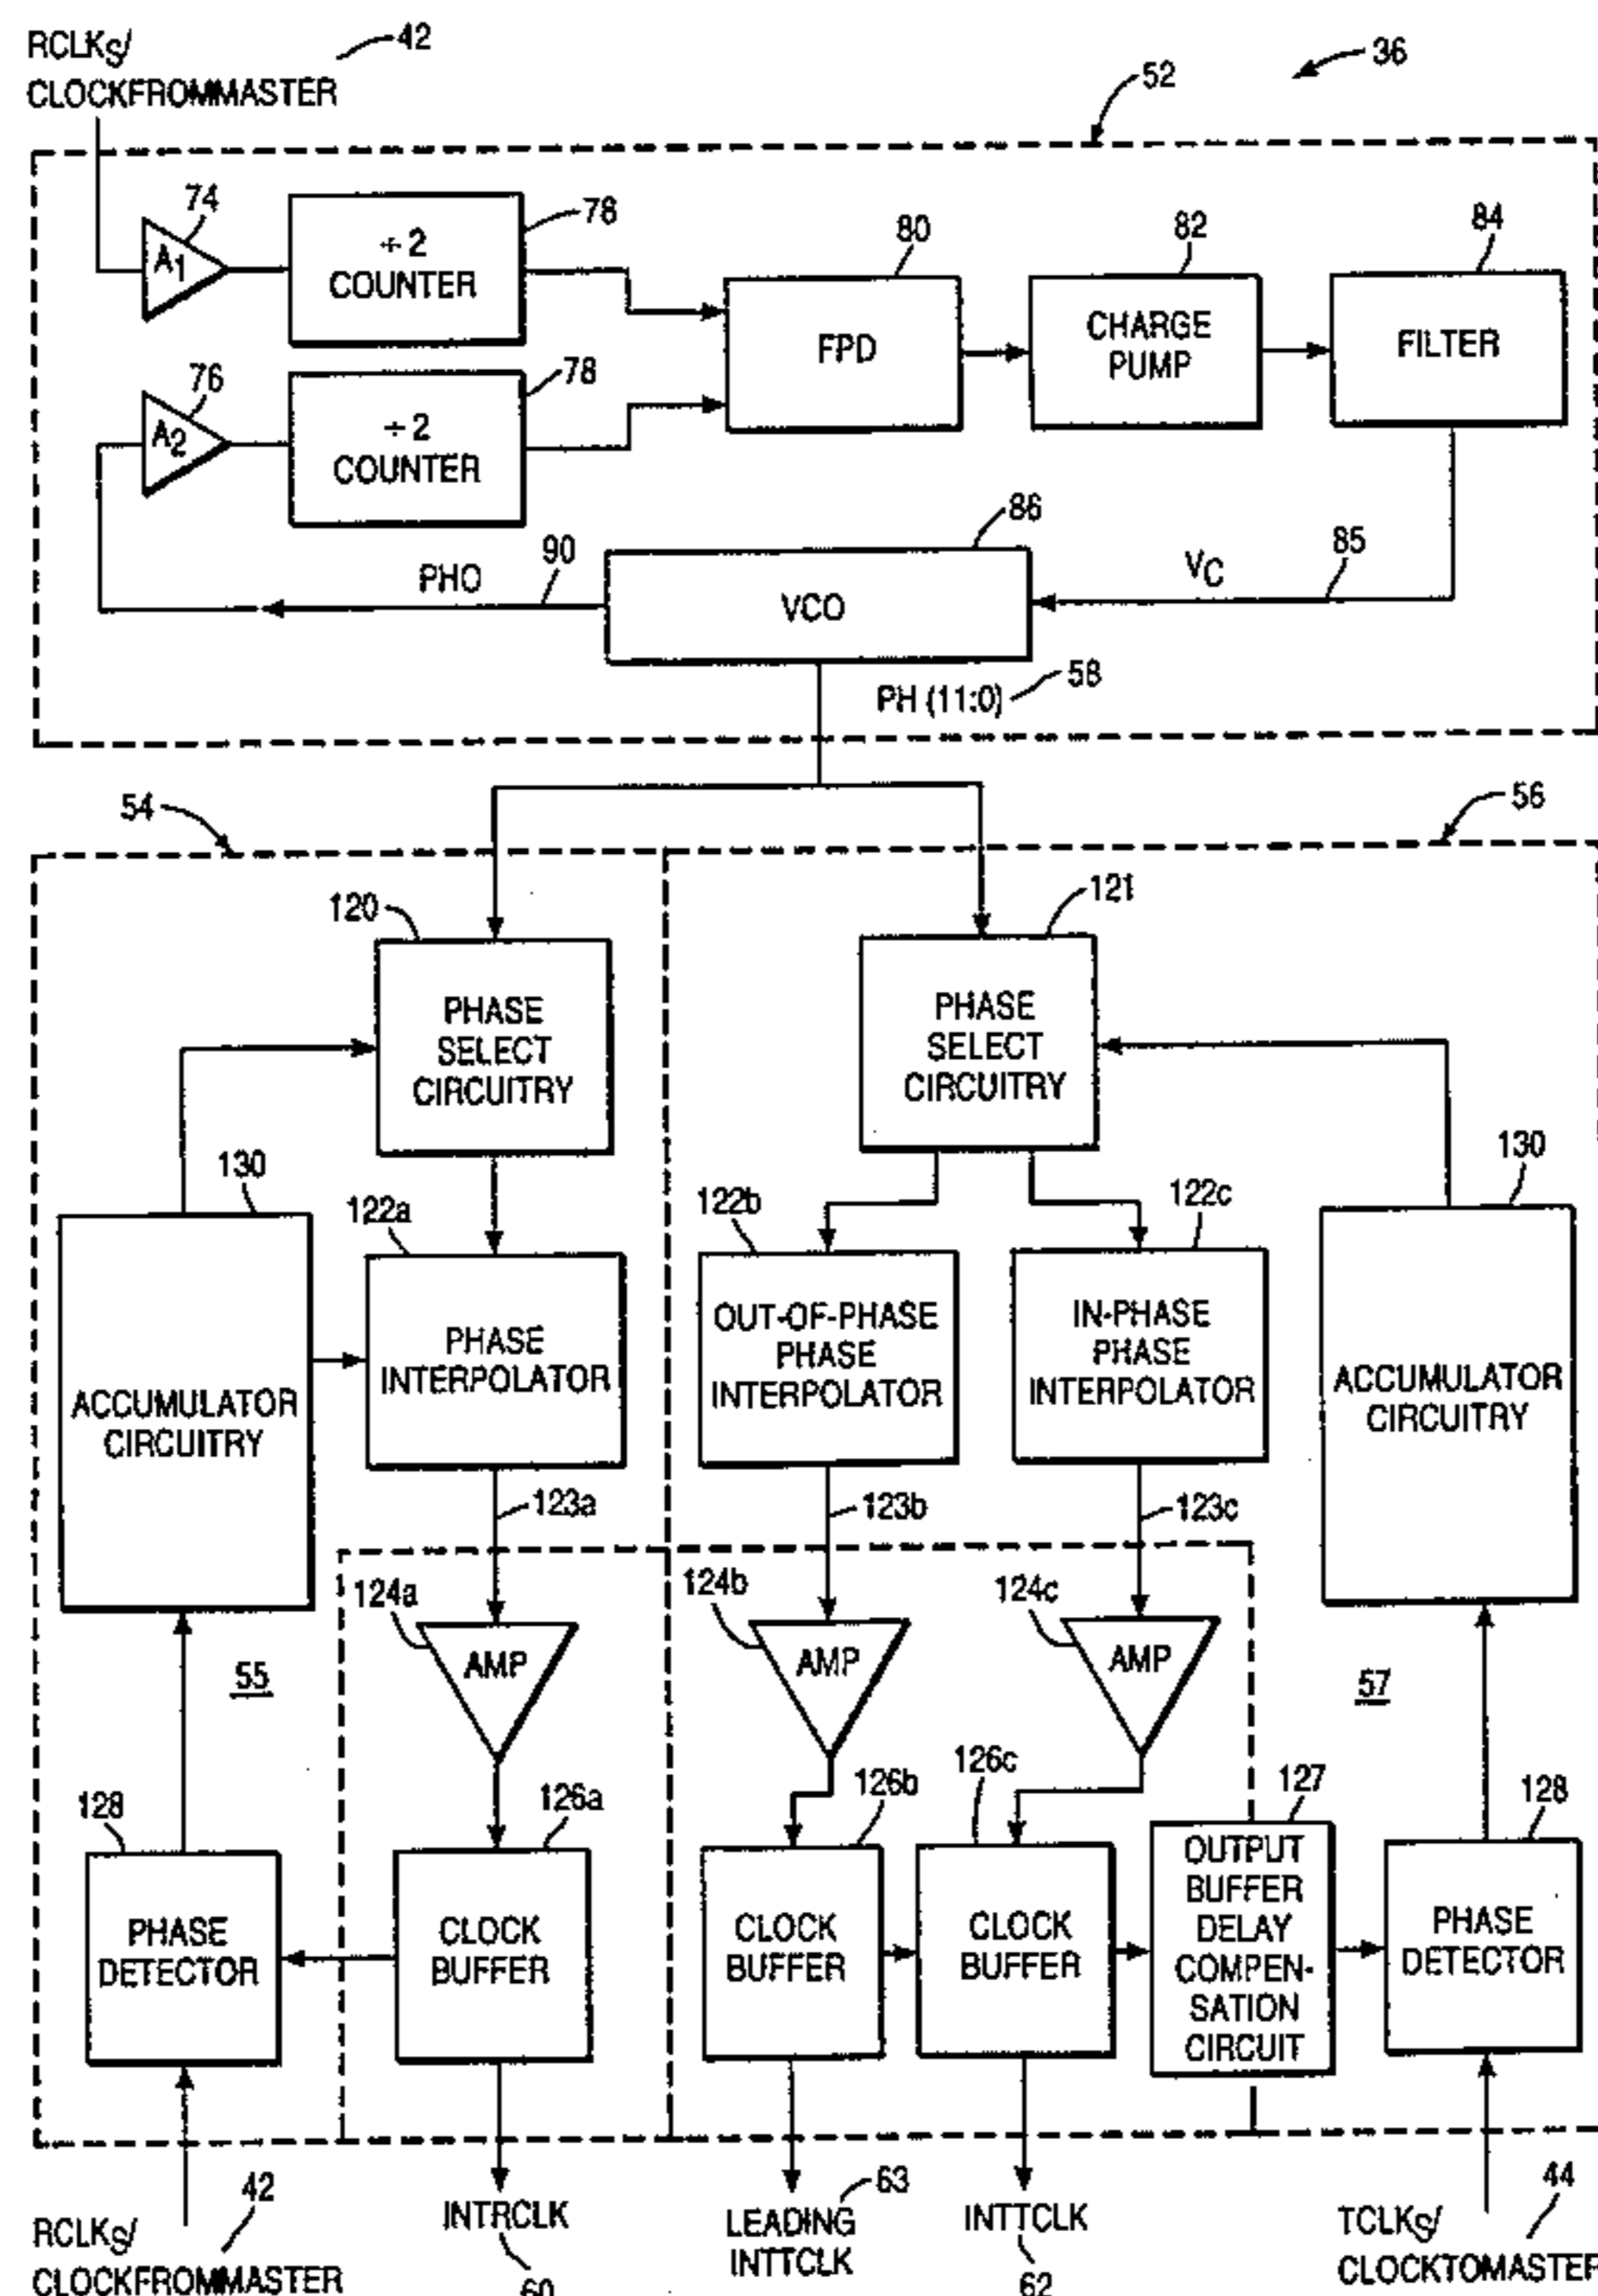 RCLKS/
CLOCKFROMMASTER
42
36
52
74
A1
÷2
COUNTER
78
80
FPD
82
CHARGE
PUMP
84
FILTER
76
A2
÷2
COUNTER
78
86
VCO
PHO
90
VC
85
PH (11:0)
58
54
56
120
PHASE
SELECT
CIRCUITRY
121
PHASE
SELECT
CIRCUITRY
130
ACCUMULATOR
CIRCUITRY
122a
PHASE
INTERPOLATOR
122b
OUT-OF-PHASE
PHASE
INTERPOLATOR
122c
IN-PHASE
PHASE
INTERPOLATOR
130
ACCUMULATOR
CIRCUITRY
123a
123b
123c
124a
AMP
124b
AMP
124c
AMP
55
57
128
PHASE
DETECTOR
126a
CLOCK
BUFFER
126b
CLOCK
BUFFER
126c
CLOCK
BUFFER
127
OUTPUT
BUFFER
DELAY
COMPEN-
SATION
CIRCUIT
128
PHASE
DETECTOR
RCLKS/
CLOCKFROMMASTER
42
INTRCLK
60
LEADING
INTTCLK
63
INTTCLK
62
TCLKS/
CLOCKTOMASTER
44